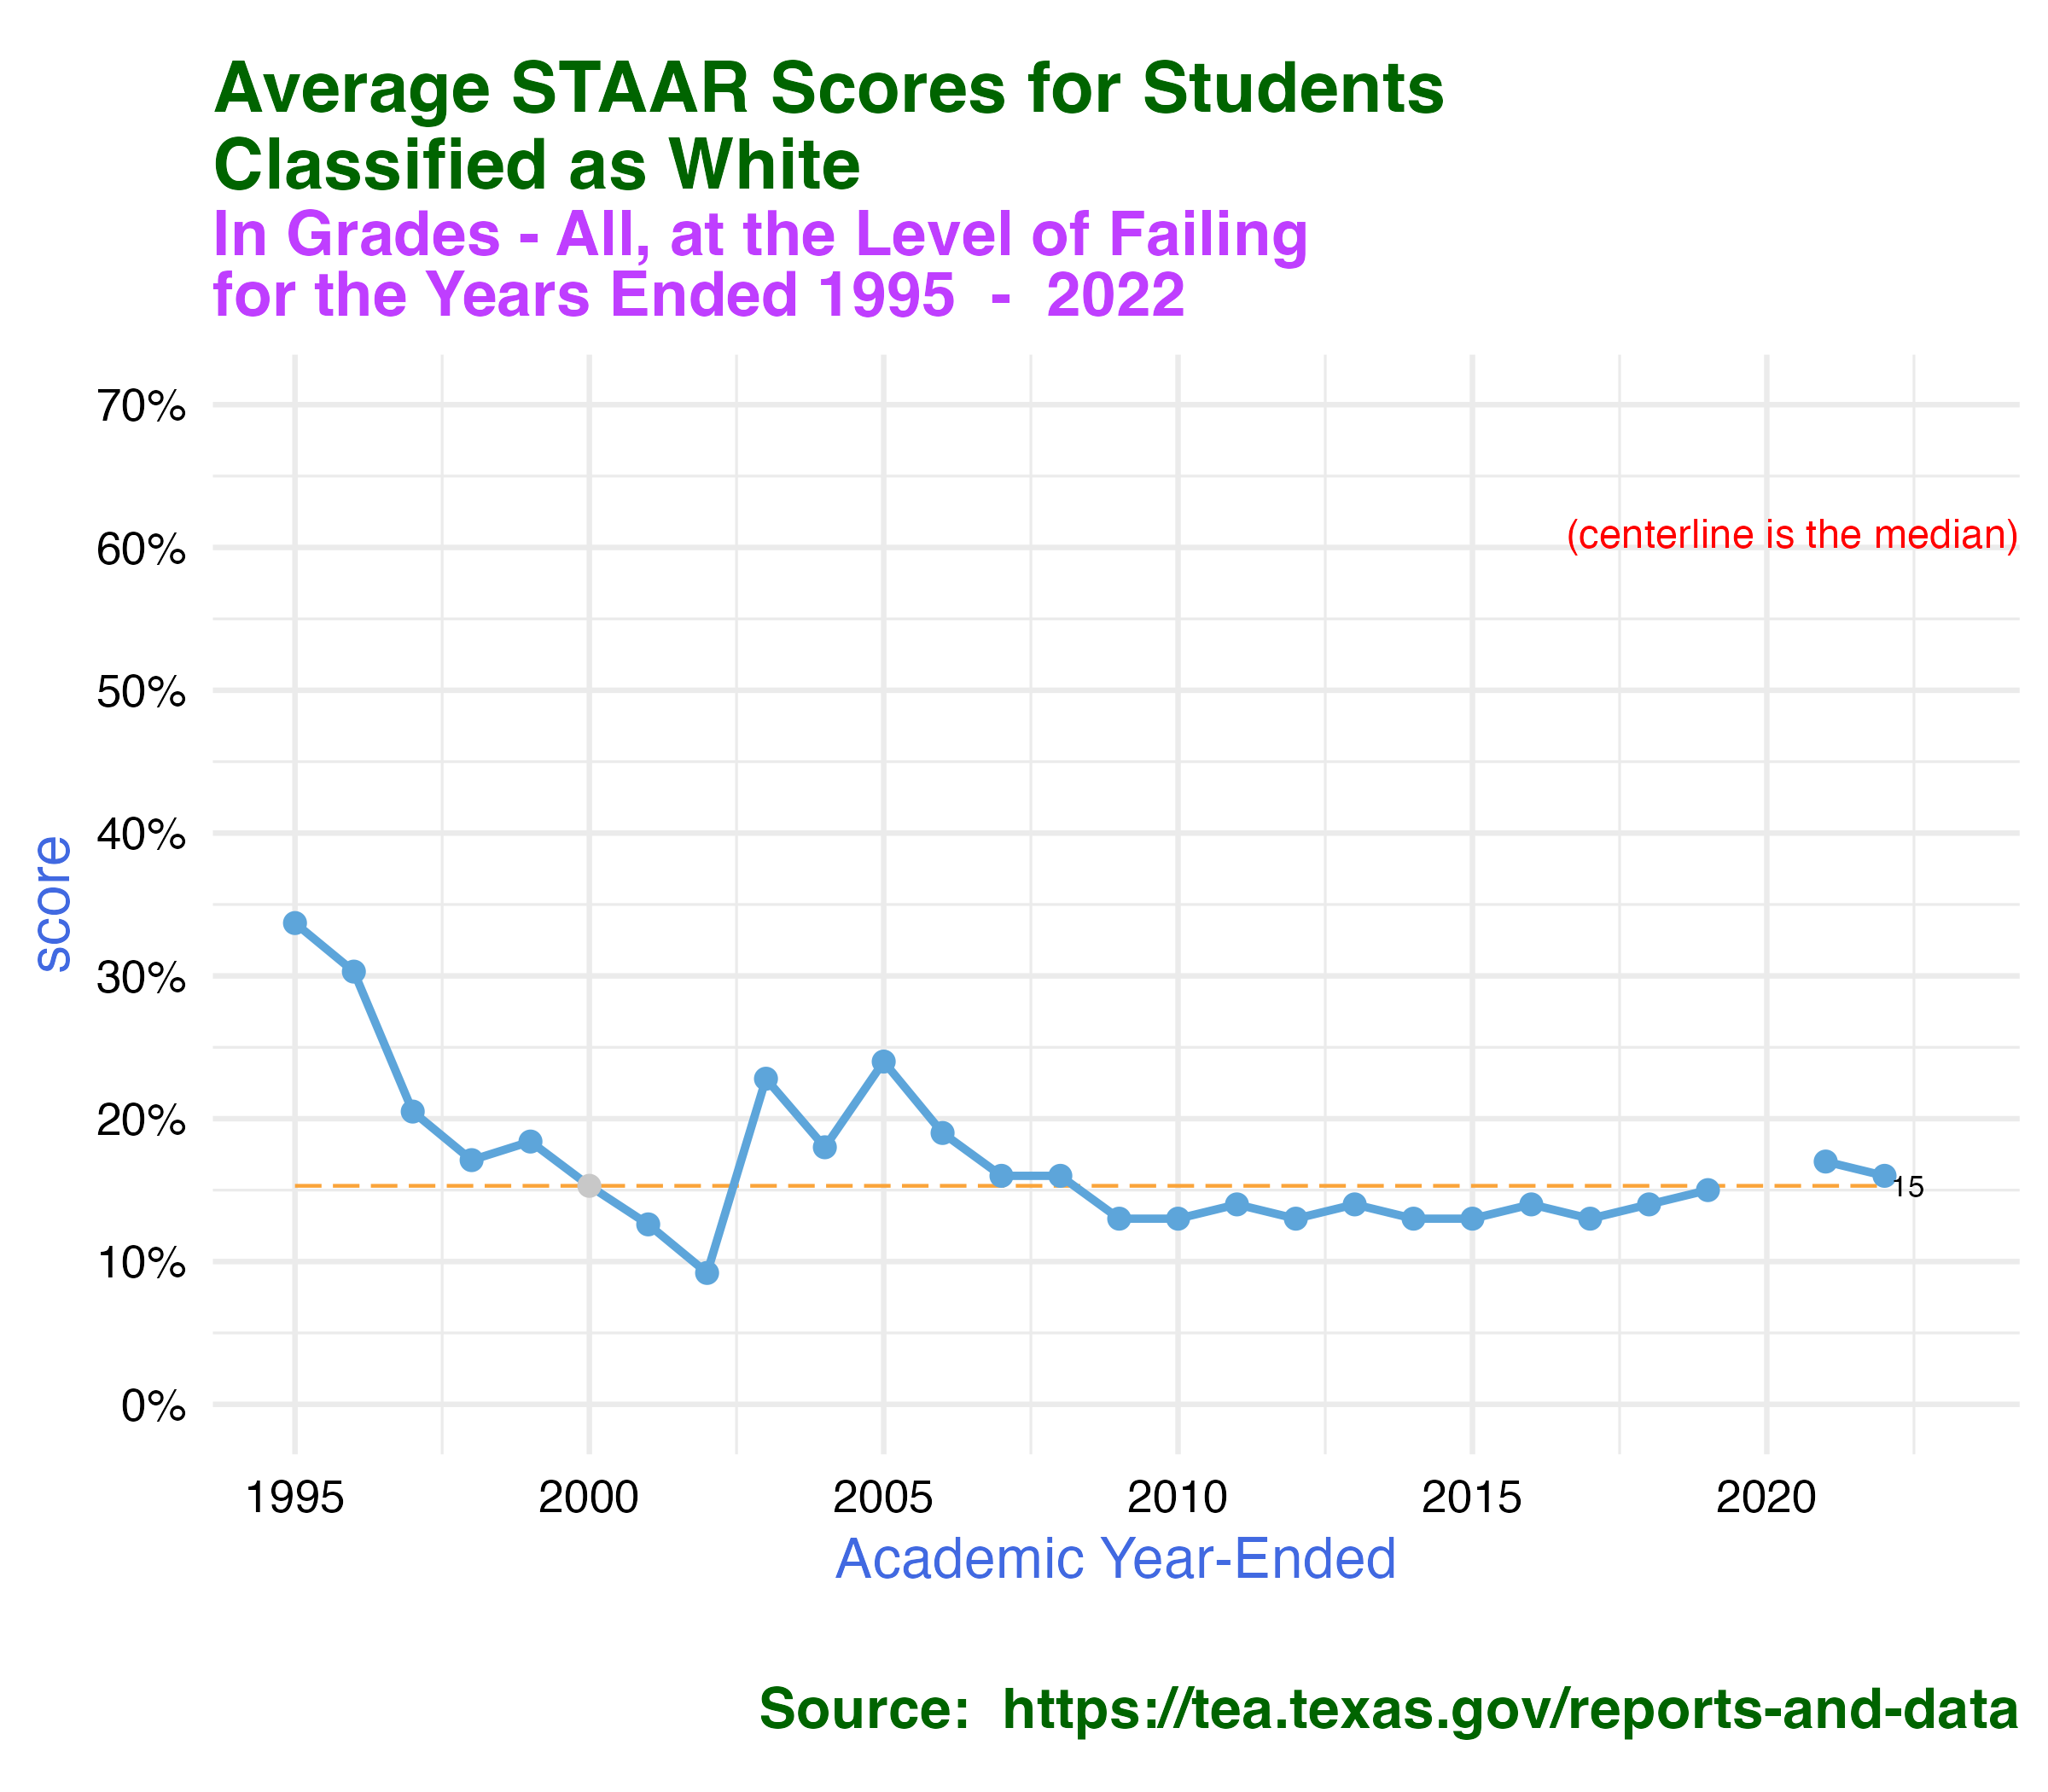 Average STAAR Scores for Students
Classified as White
In Grades - All, at the Level of Failing
for the Years Ended 1995  -  2022
70%
(centerline is the median)
60%
50%
40%
score
30%
20%
15
10%
0%
1995 2000 2005 2010 2015 2020
Academic Year-Ended
Source:  https://tea.texas.gov/reports-and-data